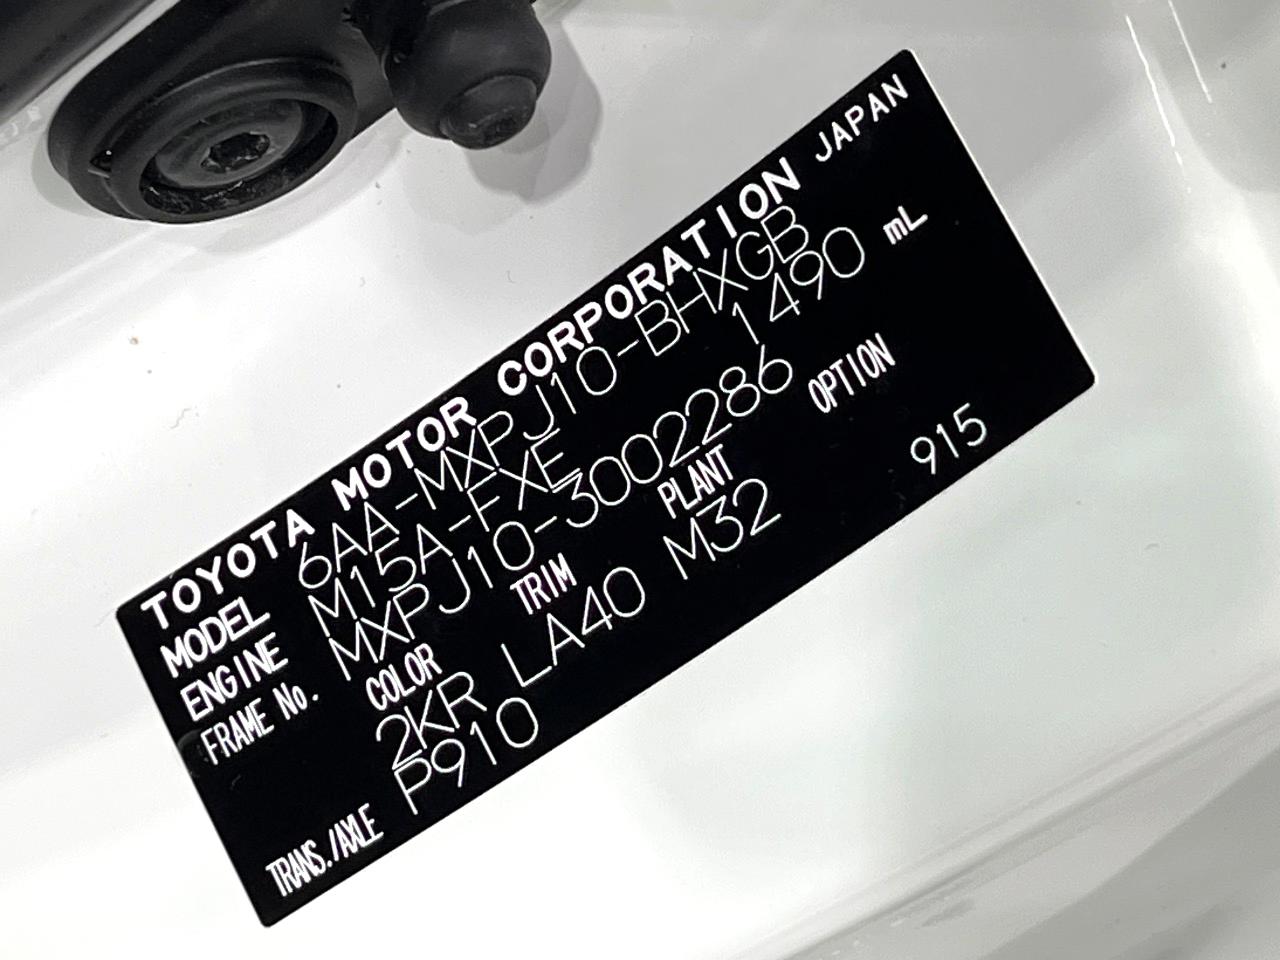 TOYOTA MOTOR CORPORATION JAPAN
MODEL 6AA-MXPJ10-BHXGB
ENGINE M15A-FXE 1490 mL
FRAME No. MXPJ10-3002286
COLOR TRIM PLANT OPTION
2KR LA40 M32 915
TRANS./AXLE P910